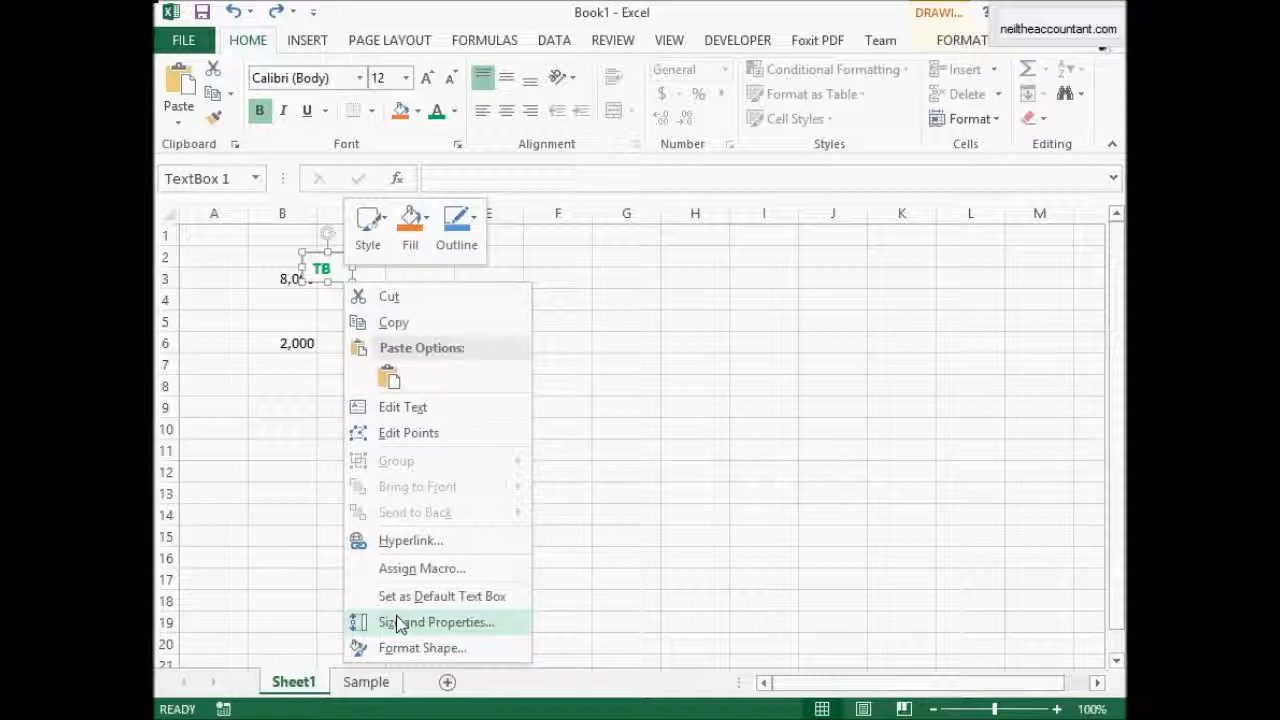 Book1 - Excel
DRAWI...
?
neiltheaccountant.com
FILE
HOME
INSERT
PAGE LAYOUT
FORMULAS
DATA
REVIEW
VIEW
DEVELOPER
Foxit PDF
Team
FORMAT
Paste
Calibri (Body)
12
A A
B I U
A
General
$ %
Conditional Formatting
Format as Table
Cell Styles
Insert
Delete
Format
Clipboard
Font
Alignment
Number
Styles
Cells
Editing
TextBox 1
fx
A B E F G H I J K L M
Style
Fill
Outline
1
2
TB
3
8,0
4
5
6
2,000
7
8
9
10
11
12
13
14
15
16
17
18
19
20
21
Cut
Copy
Paste Options:
Edit Text
Edit Points
Group
Bring to Front
Send to Back
Hyperlink...
Assign Macro...
Set as Default Text Box
Size and Properties...
Format Shape...
Sheet1
Sample
READY
100%